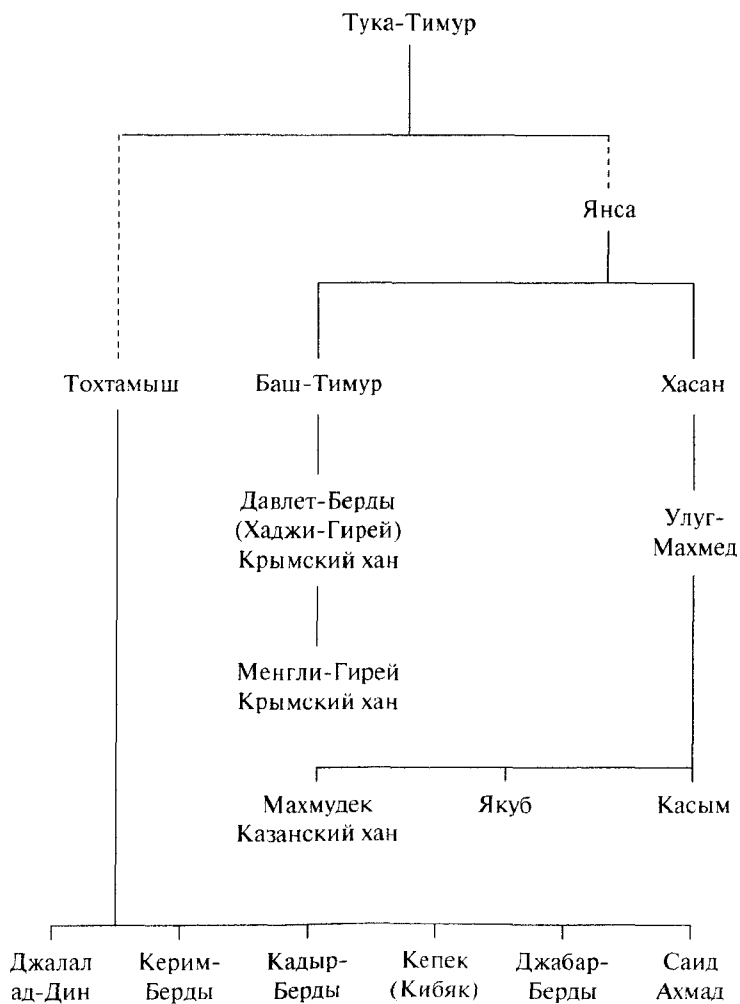 Тука-Тимур
Янса
Тохтамыш
Баш-Тимур
Хасан
Давлет-Берды
(Хаджи-Гирей)
Крымский хан
Улуг-
Махмед
Менгли-Гирей
Крымский хан
Махмудек
Казанский хан
Якуб
Касым
Джалал
ад-Дин
Керим-
Берды
Кадыр-
Берды
Кепек
(Кибяк)
Джабар-
Берды
Саид
Ахмад